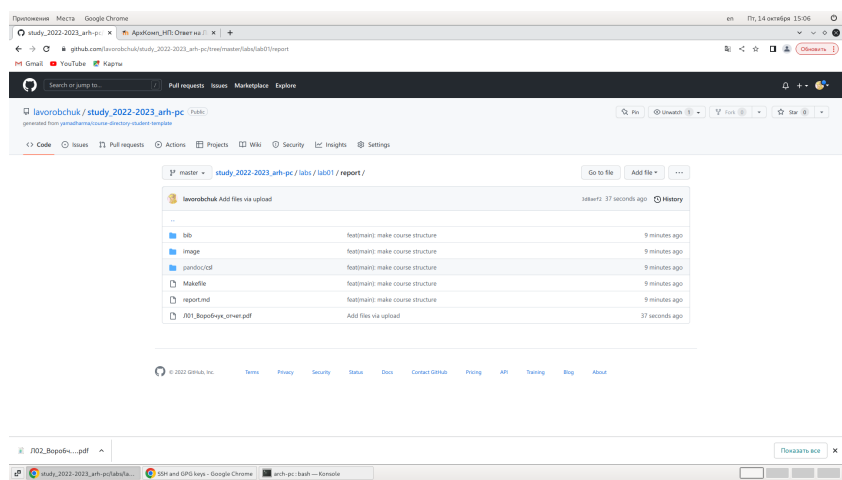 Приложения Места Google Chrome en Пт, 14 октября 15:06
study_2022-2023_arh-pc АрхКомп_НП: Ответ на Л
github.com/lavorobchuk/study_2022-2023_arh-pc/tree/master/labs/lab01/report Обновить
Gmail YouTube Карты
Search or jump to... / Pull requests Issues Marketplace Explore
lavorobchuk / study_2022-2023_arh-pc Public Pin Unwatch 1 Fork 0 Star 0
generated from yamadharma/course-directory-student-template
Code Issues Pull requests Actions Projects Wiki Security Insights Settings
master study_2022-2023_arh-pc / labs / lab01 / report / Go to file Add file ...
lavorobchuk Add files via upload 37 seconds ago History
..
bib feat(main): make course structure 9 minutes ago
image feat(main): make course structure 9 minutes ago
pandoc/csl feat(main): make course structure 9 minutes ago
Makefile feat(main): make course structure 9 minutes ago
report.md feat(main): make course structure 9 minutes ago
Л01_Воробчук_отчет.pdf Add files via upload 37 seconds ago
© 2022 GitHub, Inc. Terms Privacy Security Status Docs Contact GitHub Pricing API Training Blog About
Л02_Воробч....pdf Показать все
study_2022-2023_arh-pc/labs/la... SSH and GPG keys - Google Chrome arch-pc : bash — Konsole